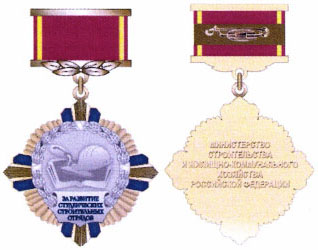 ЗА РАЗВИТИЕ
СТУДЕНЧЕСКИХ
СТРОИТЕЛЬНЫХ
ОТРЯДОВ
МИНИСТЕРСТВО
СТРОИТЕЛЬСТВА
И ЖИЛИЩНО-КОММУНАЛЬНОГО
ХОЗЯЙСТВА
РОССИЙСКОЙ ФЕДЕРАЦИИ